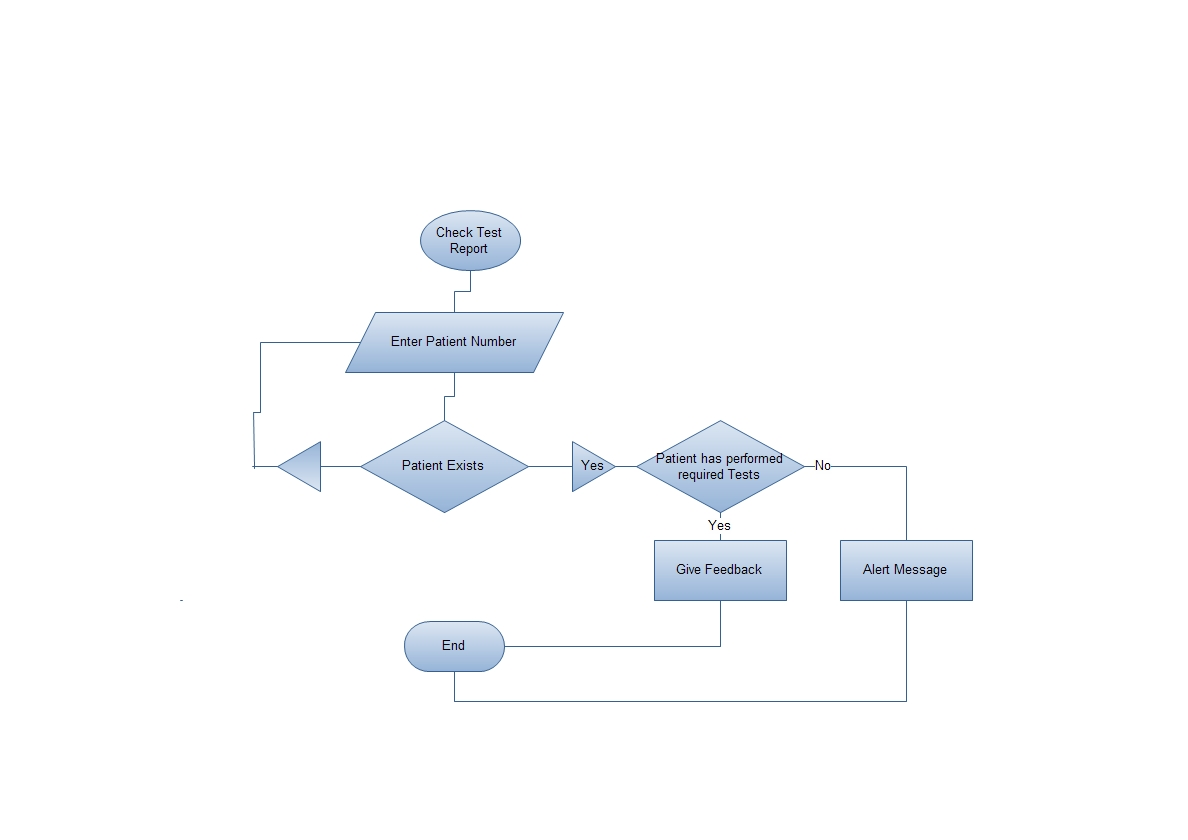 Check Test
Report
Enter Patient Number
Patient Exists
Yes
Patient has performed
required Tests
No
Yes
Give Feedback
Alert Message
End